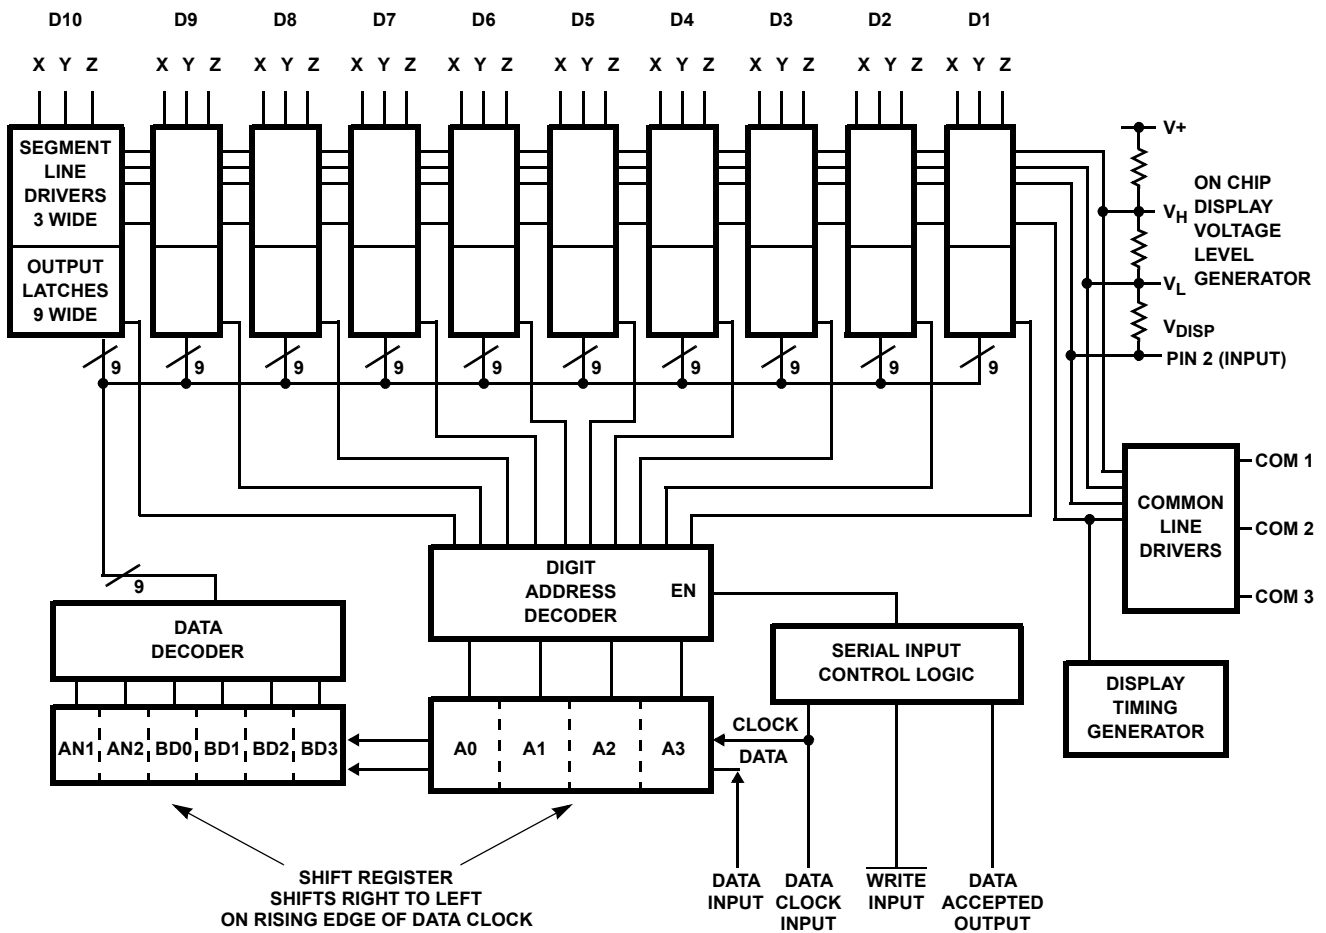 D10 D9 D8 D7 D6 D5 D4 D3 D2 D1
X Y Z X Y Z X Y Z X Y Z X Y Z X Y Z X Y Z X Y Z X Y Z X Y Z
SEGMENT
LINE
DRIVERS
3 WIDE
OUTPUT
LATCHES
9 WIDE
V+
VH
VL
VDISP
PIN 2 (INPUT)
ON CHIP
DISPLAY
VOLTAGE
LEVEL
GENERATOR
9 9 9 9 9 9 9 9 9 9
COMMON
LINE
DRIVERS
COM 1
COM 2
COM 3
9
DIGIT
ADDRESS
DECODER
EN
DATA
DECODER
SERIAL INPUT
CONTROL LOGIC
DISPLAY
TIMING
GENERATOR
AN1 AN2 BD0 BD1 BD2 BD3
A0 A1 A2 A3
CLOCK
DATA
SHIFT REGISTER
SHIFTS RIGHT TO LEFT
ON RISING EDGE OF DATA CLOCK
DATA
INPUT
DATA
CLOCK
INPUT
WRITE
INPUT
DATA
ACCEPTED
OUTPUT